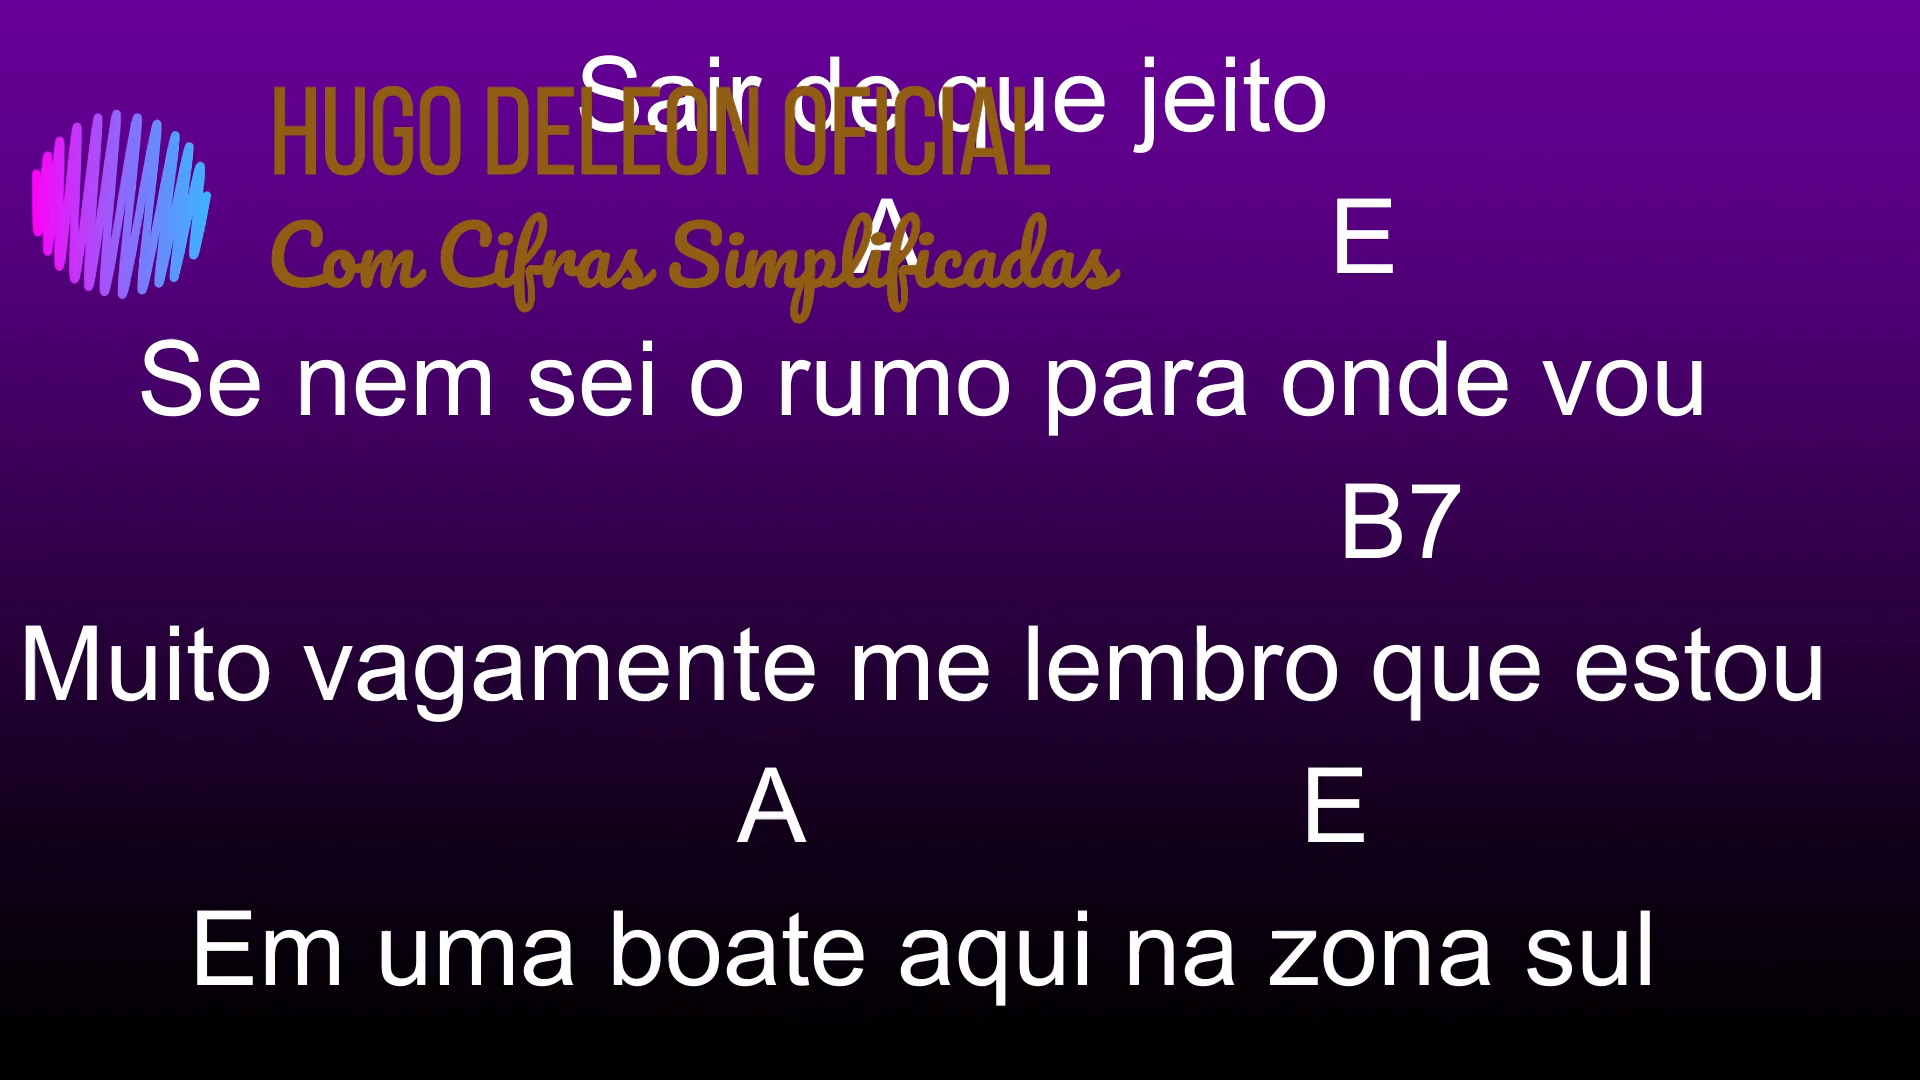 Sair de que jeito
HUGO DELEON OFICIAL
A E
Com Cifras Simplificadas
Se nem sei o rumo para onde vou
B7
Muito vagamente me lembro que estou
A E
Em uma boate aqui na zona sul